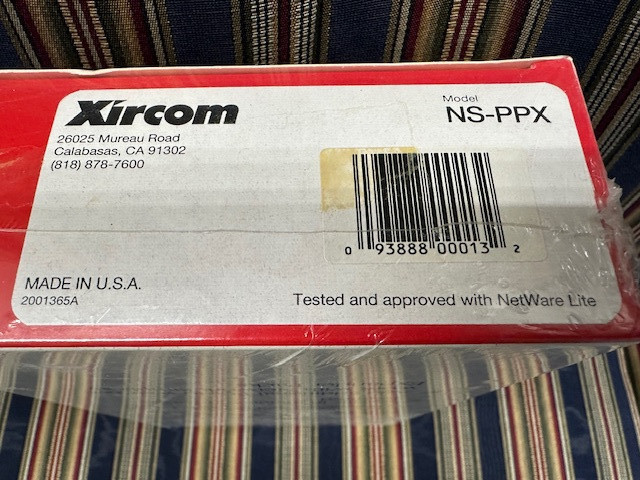 Xircom
26025 Mureau Road
Calabasas, CA 91302
(818) 878-7600
Model
NS-PPX
0 93888 00013 2
MADE IN U.S.A.
2001365A
Tested and approved with NetWare Lite